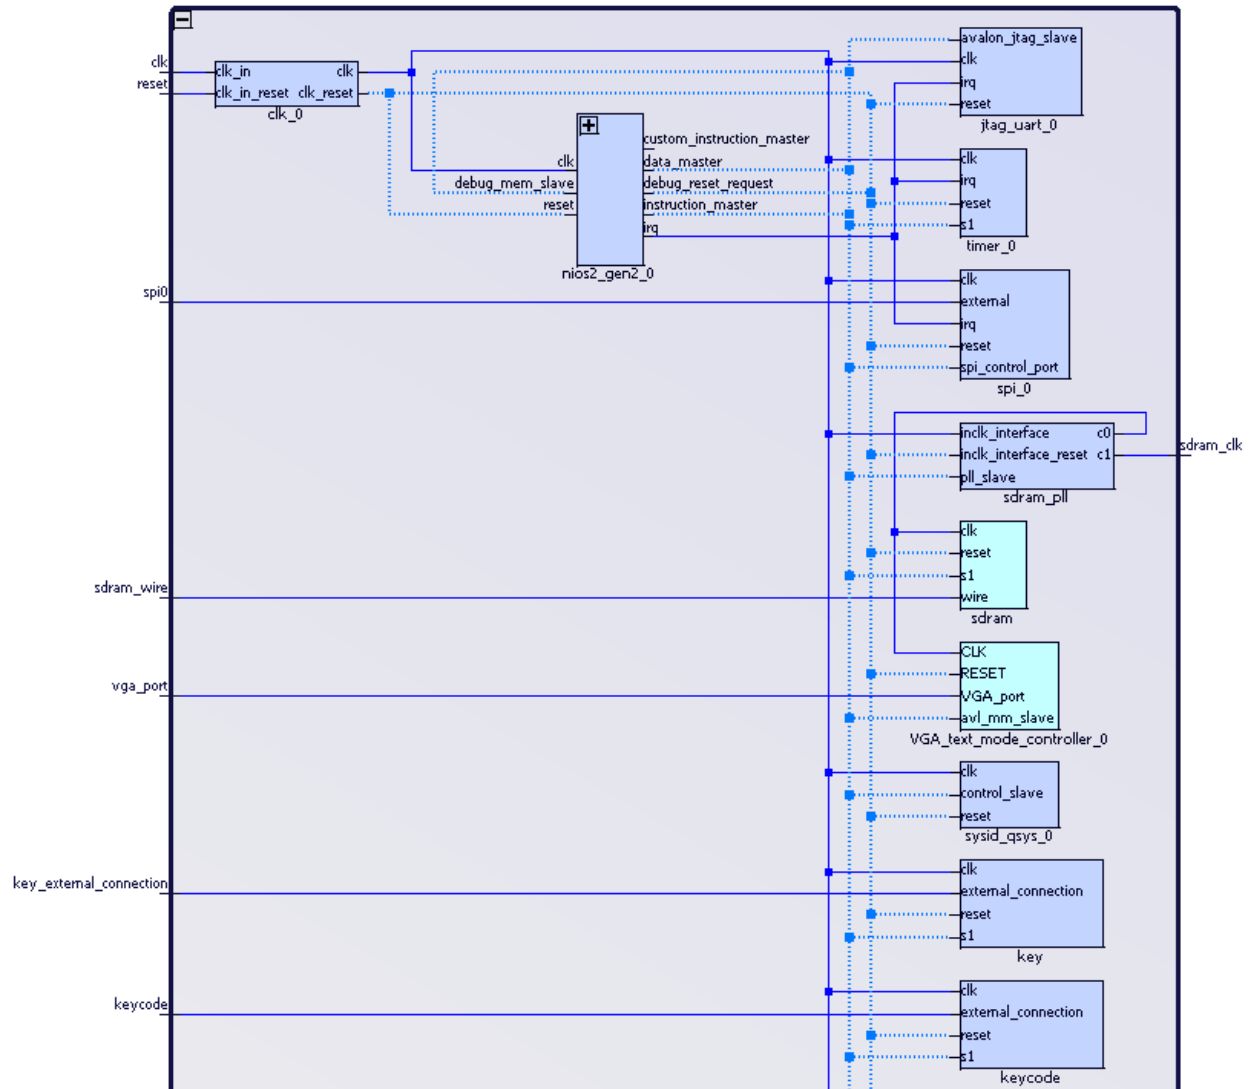 clk
reset
clk_in clk
clk_in_reset clk_reset
clk_0
custom_instruction_master
clk data_master
debug_mem_slave debug_reset_request
reset instruction_master
irq
nios2_gen2_0
avalon_jtag_slave
clk
irq
reset
jtag_uart_0
clk
irq
reset
s1
timer_0
spi0
clk
external
irq
reset
spi_control_port
spi_0
inclk_interface c0
inclk_interface_reset c1
pll_slave
sdram_pll
sdram_clk
clk
reset
s1
wire
sdram
sdram_wire
CLK
RESET
VGA_port
avl_mm_slave
VGA_text_mode_controller_0
vga_port
clk
control_slave
reset
sysid_qsys_0
key_external_connection
clk
external_connection
reset
s1
key
keycode
clk
external_connection
reset
s1
keycode